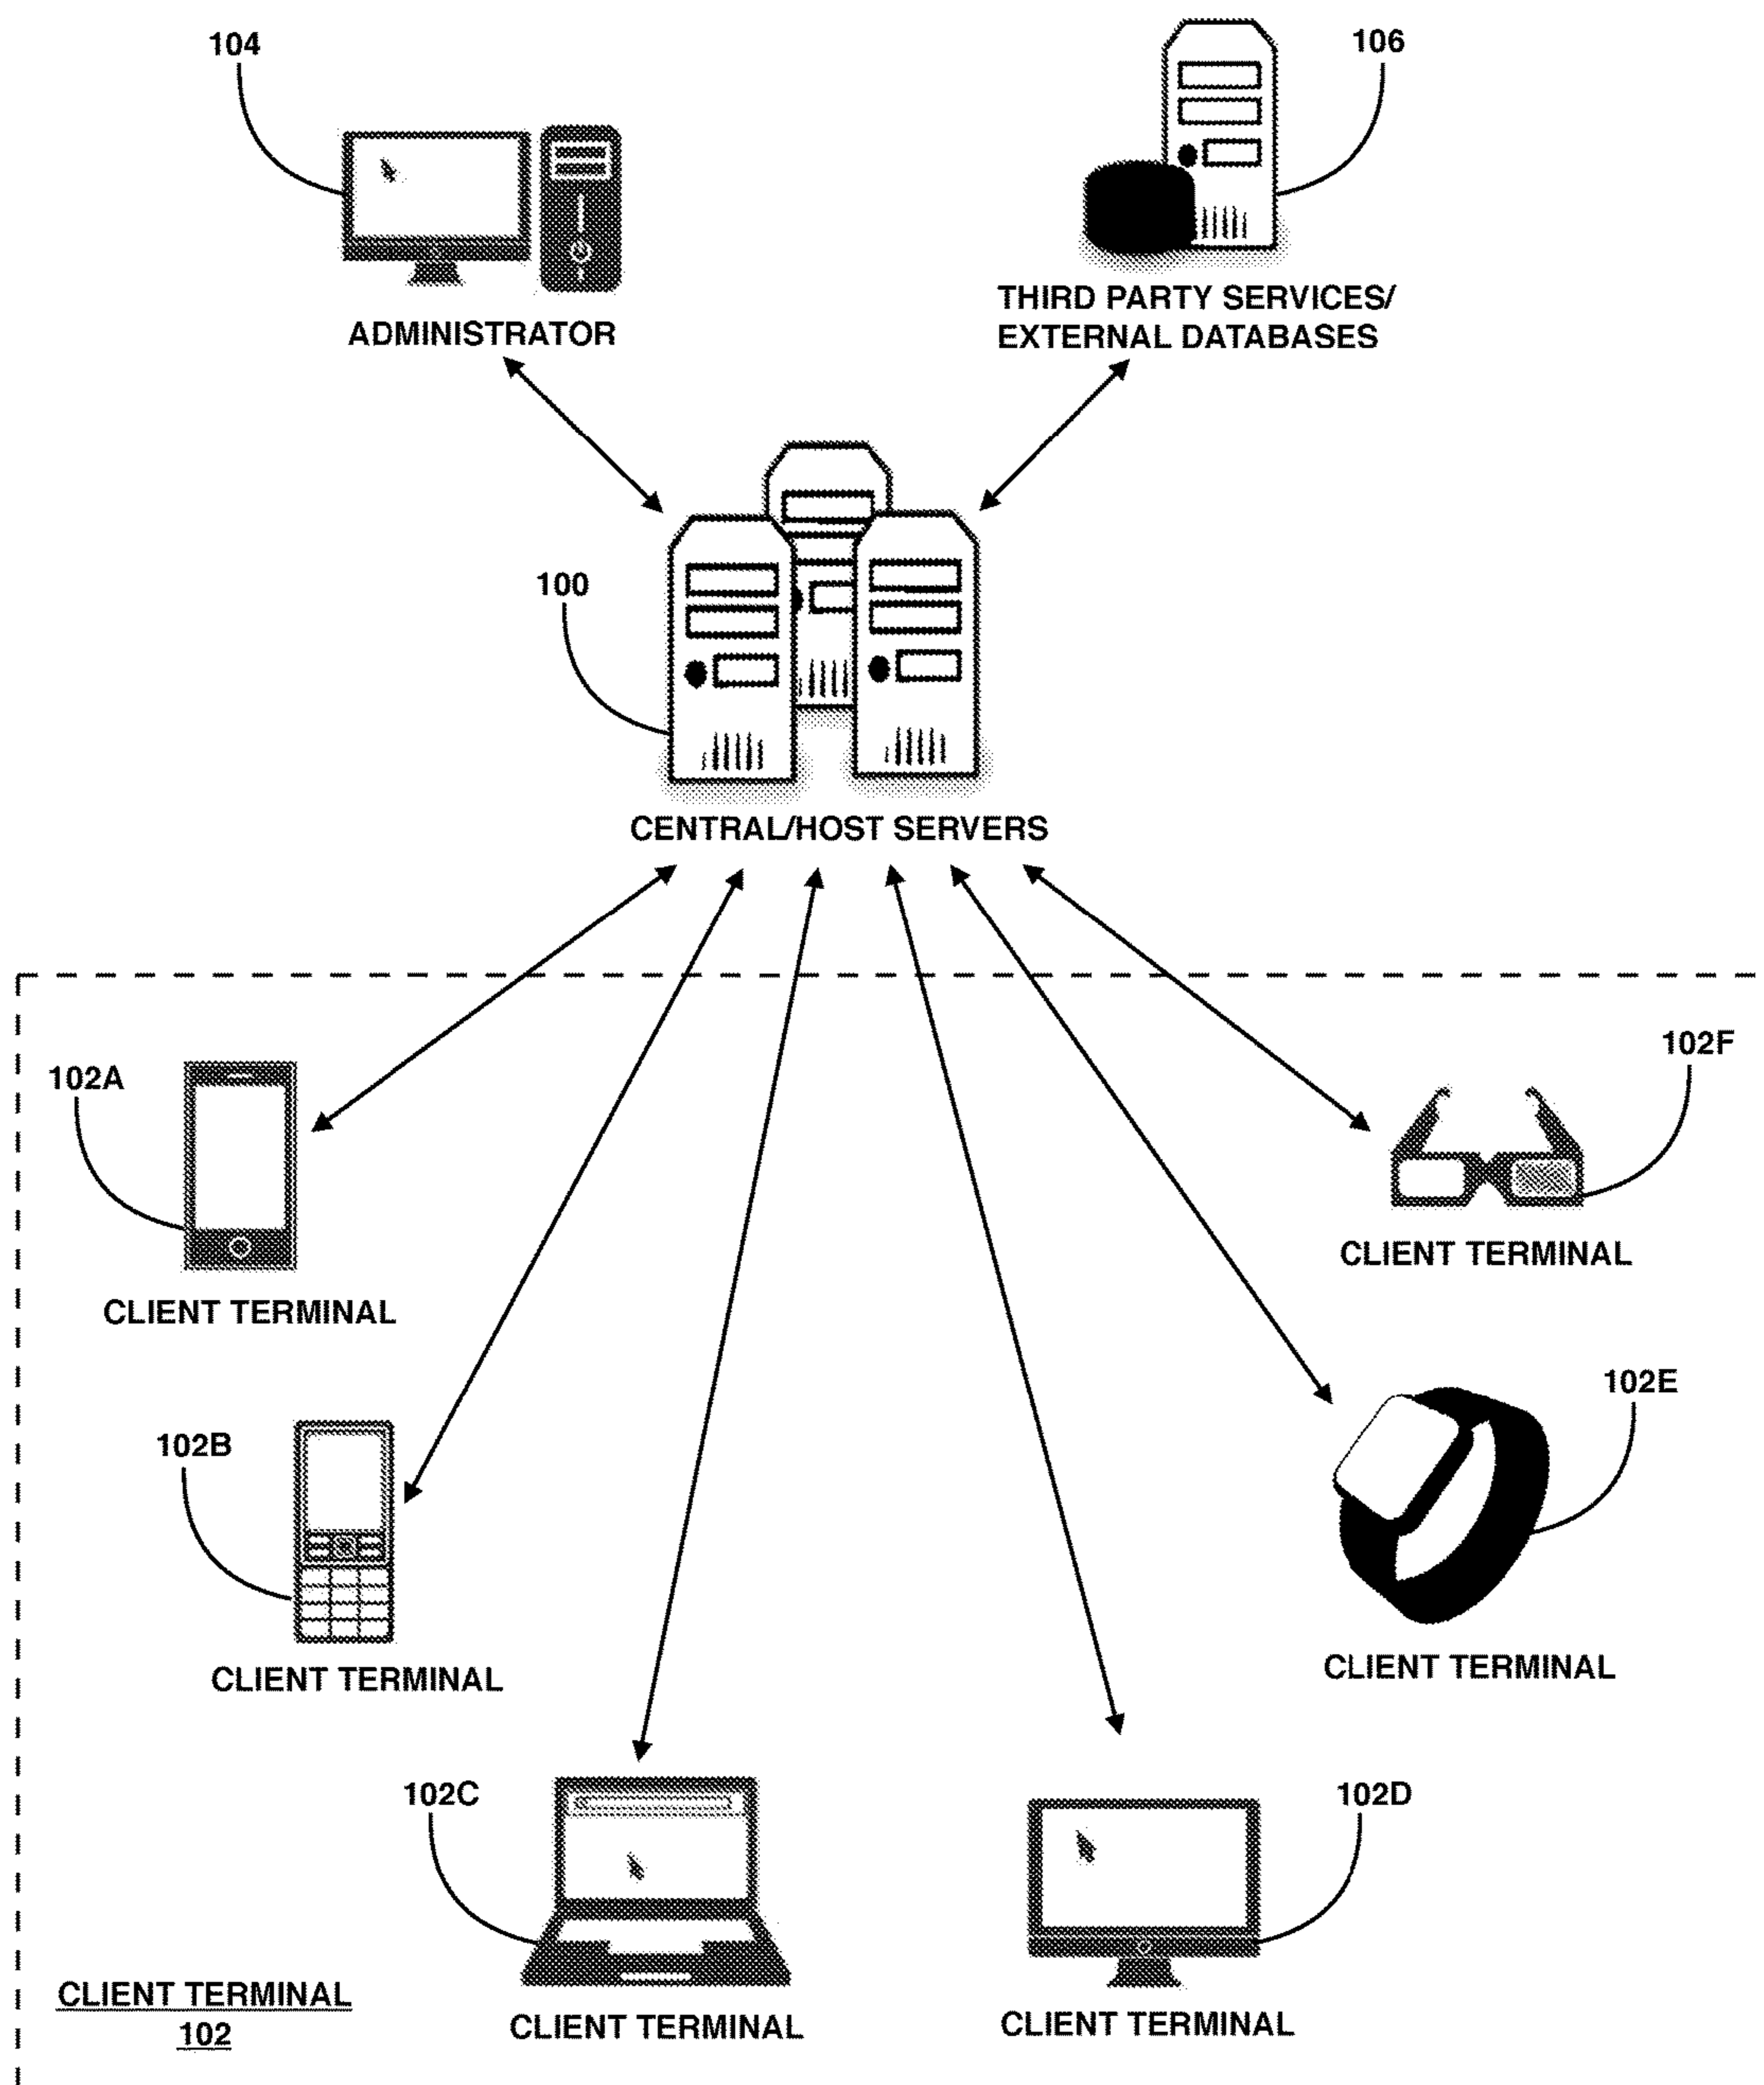 104
106
ADMINISTRATOR
THIRD PARTY SERVICES/
EXTERNAL DATABASES
100
CENTRAL/HOST SERVERS
102A
102F
CLIENT TERMINAL
CLIENT TERMINAL
102B
102E
CLIENT TERMINAL
CLIENT TERMINAL
102C
102D
CLIENT TERMINAL
CLIENT TERMINAL
CLIENT TERMINAL
102